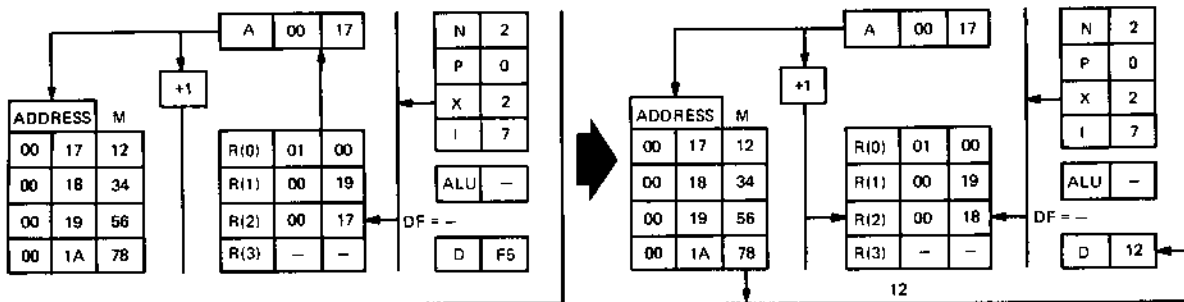 A 00 17
+1
ADDRESS M
00 17 12
00 18 34
00 19 56
00 1A 78
R(0) 01 00
R(1) 00 19
R(2) 00 17
R(3) – –
N 2
P 0
X 2
I 7
ALU –
DF = –
D F5
A 00 17
+1
ADDRESS M
00 17 12
00 18 34
00 19 56
00 1A 78
R(0) 01 00
R(1) 00 19
R(2) 00 18
R(3) – –
N 2
P 0
X 2
I 7
ALU –
DF = –
D 12
12